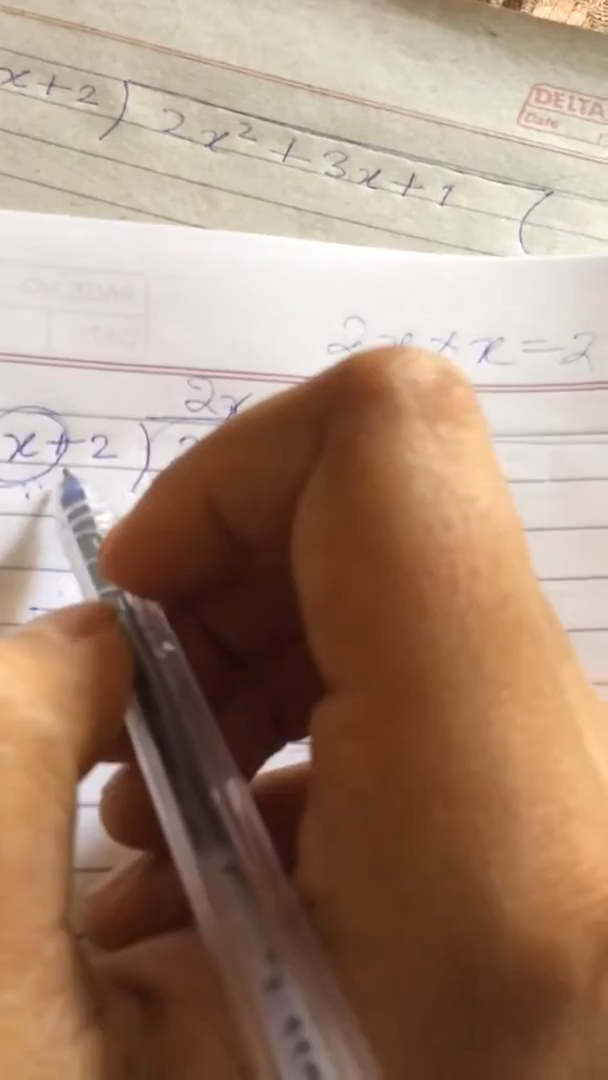 DELTA
Date
x+2) 2x² + 3x + 1 (
2x × x = 2
2x
x+2)